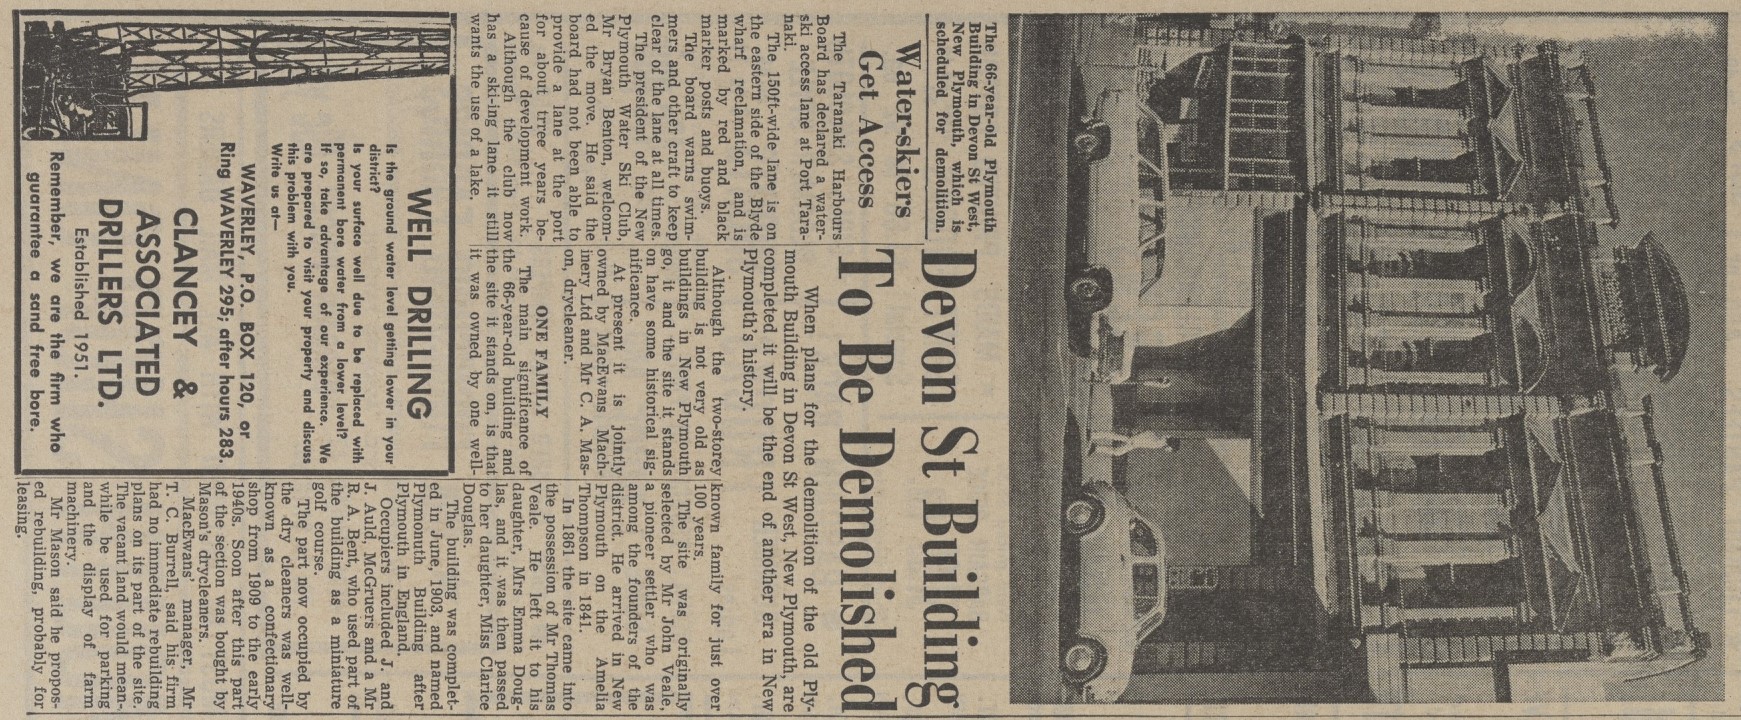 The 66-year-old Plymouth
Building in Devon St West,
New Plymouth, which is
scheduled for demolition.
Water-skiers
Get Access
The Taranaki Harbours
Board has declared a water-
ski access lane at Port Tara-
naki.
The 150ft-wide lane is on
the eastern side of the Blyde
wharf reclamation, and is
marked by red and black
marker posts and buoys.
The board warns swim-
mers and other craft to keep
clear of the lane at all times.
The president of the New
Plymouth Water Ski Club,
Mr Bryan Benton, welcom-
ed the move. He said the
board had not been able to
provide a lane at the port
for about tree years be-
cause of development work.
Although the club now
has a ski-ing lane it still
wants the use of a lake.
Devon St Building
To Be Demolished
When plans for the demolition of the old Ply-
mouth Building in Devon St West, New Plymouth, are
completed it will be the end of another era in New
Plymouth's history.
Although the two-storey
building is not very old as
buildings in New Plymouth
go, it and the site it stands
on have some historical sig-
nificance.
At present it is jointly
owned by MacEwans Mach-
inery Ltd and Mr C. A. Mas-
on, drycleaner.
ONE FAMILY
The main significance of
the 66-year-old building and
the site it stands on, is that
it was owned by one well-
known family for just over
100 years.
The site was originally
selected by Mr John Veale,
a pioneer settler who was
among the founders of the
district. He arrived in New
Plymouth on the Amelia
Thompson in 1841.
In 1861 the site came into
the possession of Mr Thomas
Veale. He left it to his
daughter, Mrs Emma Doug-
las, and it was then passed
to her daughter, Miss Clarice
Douglas.
The building was complet-
ed in June, 1903, and named
Plymouth Building after
Plymouth in England.
Occupiers included J. and
J. Auld, McGruers and a Mr
R. A. Bent, who used part of
the building as a miniature
golf course.
The part now occupied by
the dry cleaners was well-
known as a confectionary
shop from 1909 to the early
1940s. Soon after this part
of the section was bought by
Mason's drycleaners.
MacEwans' manager, Mr
T. C. Burrell, said his firm
had no immediate rebuilding
plans on its part of the site.
The vacant land would mean-
while be used for parking
and the display of farm
machinery.
Mr Mason said he propos-
ed rebuilding, probably for
leasing.
WELL DRILLING
Is the ground water level getting lower in your
district?
Is your surface well due to be replaced with
permanent bore water from a lower level?
If so, take advantage of our experience. We
are prepared to visit your property and discuss
this problem with you.
Write us at—
WAVERLEY, P.O. BOX 120, or
Ring WAVERLEY 295; after hours 283.
CLANCEY &
ASSOCIATED
DRILLERS LTD.
Established 1951.
Remember, we are the firm who
guarantee a sand free bore.